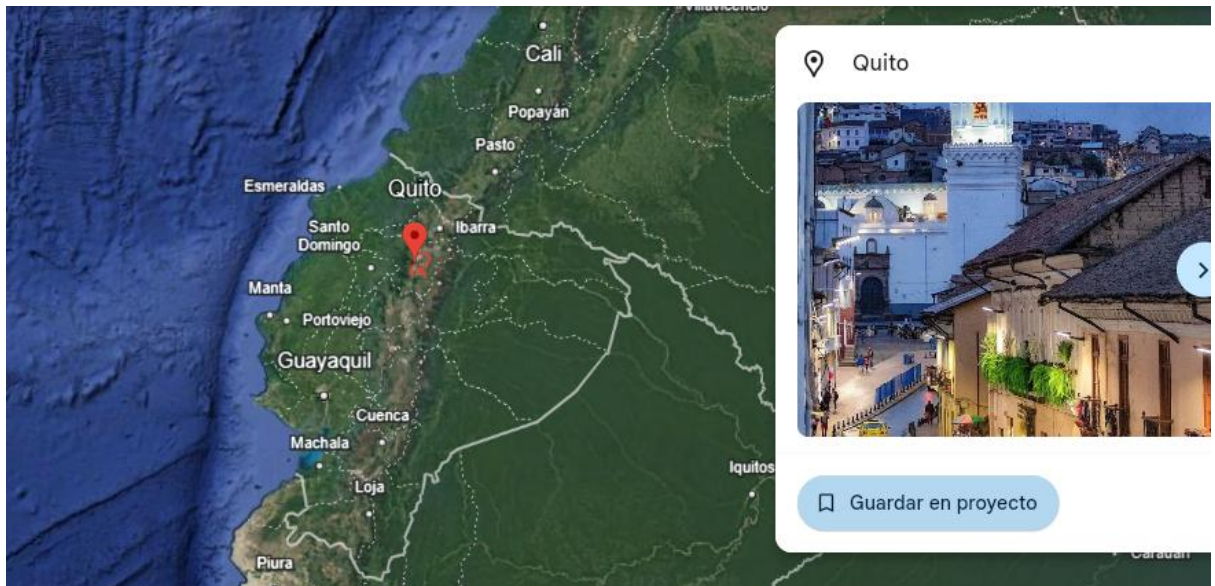 Villavicencio
Cali
Popayán
Pasto
Esmeraldas
Quito
Ibarra
Santo
Domingo
Manta
Portoviejo
Guayaquil
Cuenca
Machala
Loja
Iquitos
Piura
Quito
Guardar en proyecto